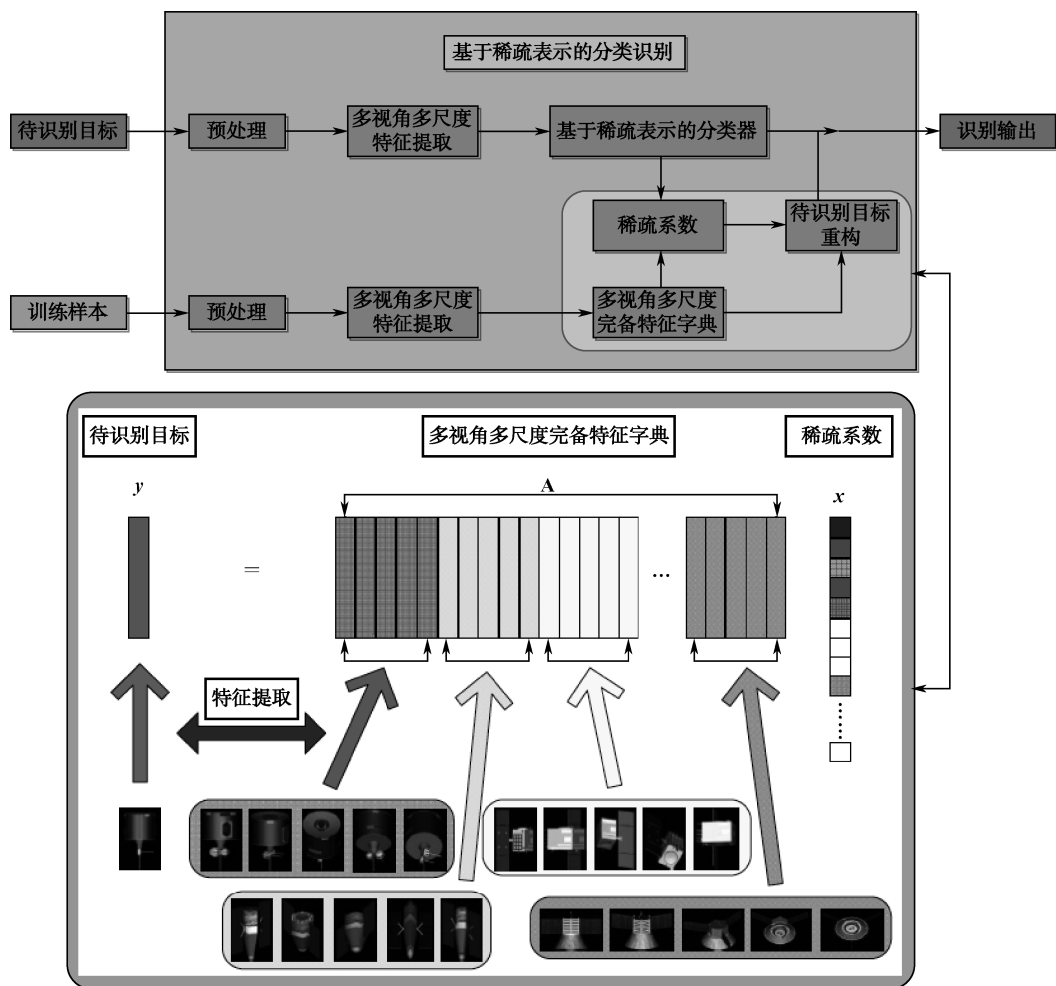 基于稀疏表示的分类识别
待识别目标
预处理
多视角多尺度
特征提取
基于稀疏表示的分类器
识别输出
稀疏系数
待识别目标
重构
训练样本
预处理
多视角多尺度
特征提取
多视角多尺度
完备特征字典
待识别目标
多视角多尺度完备特征字典
稀疏系数
y
A
x
=
...
特征提取